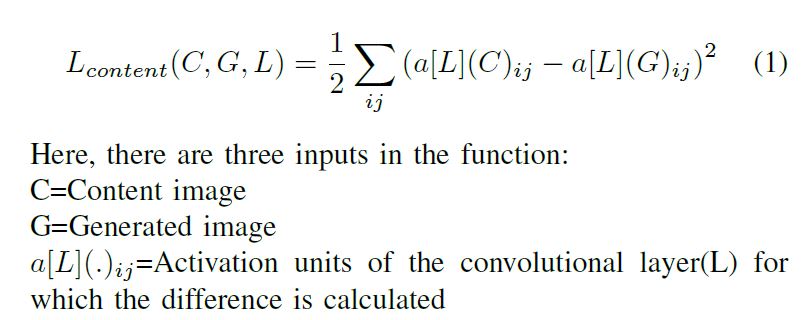 L_{content}(C, G, L) = \frac{1}{2} \sum_{ij} (a[L](C)_{ij} - a[L](G)_{ij})^2 (1)
Here, there are three inputs in the function:
C=Content image
G=Generated image
a[L](.)_{ij}=Activation units of the convolutional layer(L) for
which the difference is calculated